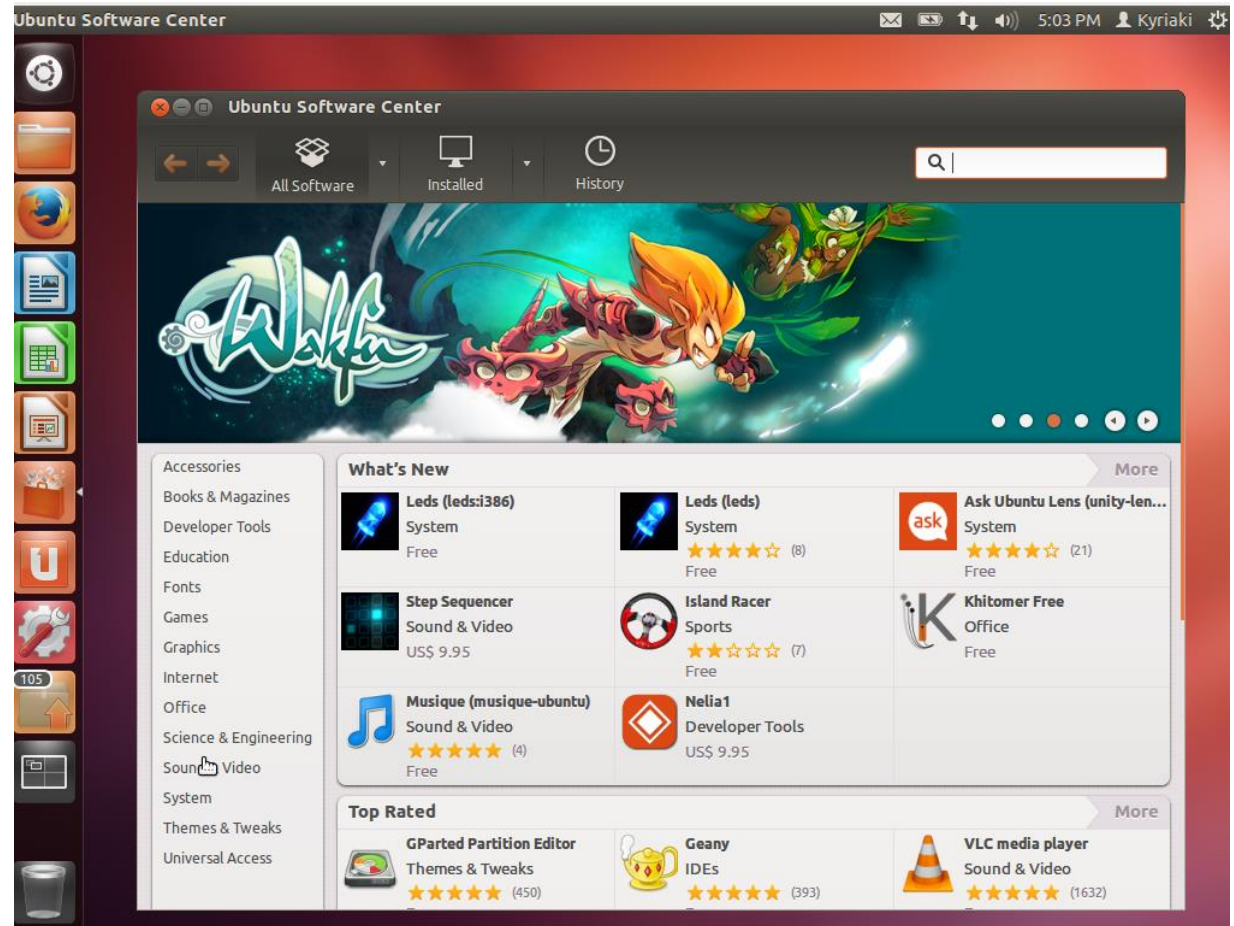 Ubuntu Software Center
5:03 PM Kyriaki
Ubuntu Software Center
All Software
Installed
History
Wakfu
Accessories
Books & Magazines
Developer Tools
Education
Fonts
Games
Graphics
Internet
Office
Science & Engineering
Sound Video
System
Themes & Tweaks
Universal Access
What's New
More
Leds (leds:i386)
System
Free
Leds (leds)
System
(8)
Free
ask
Ask Ubuntu Lens (unity-len...
System
(21)
Free
Step Sequencer
Sound & Video
US$ 9.95
Island Racer
Sports
(7)
Free
K
Khitomer Free
Office
Free
Musique (musique-ubuntu)
Sound & Video
(4)
Free
Nelia1
Developer Tools
US$ 9.95
Top Rated
More
GParted Partition Editor
Themes & Tweaks
(450)
Geany
IDEs
(393)
VLC media player
Sound & Video
(1632)
U1
105